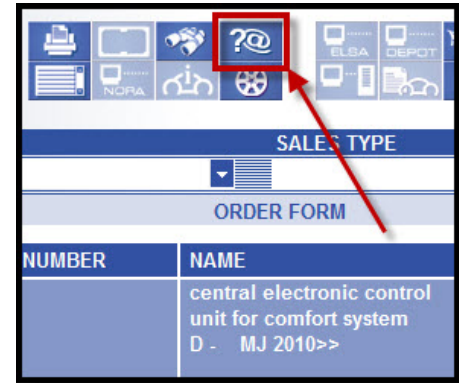 ?@
ELSA DEPOT
NORA
SALES TYPE
ORDER FORM
NUMBER NAME
central electronic control
unit for comfort system
D - MJ 2010>>